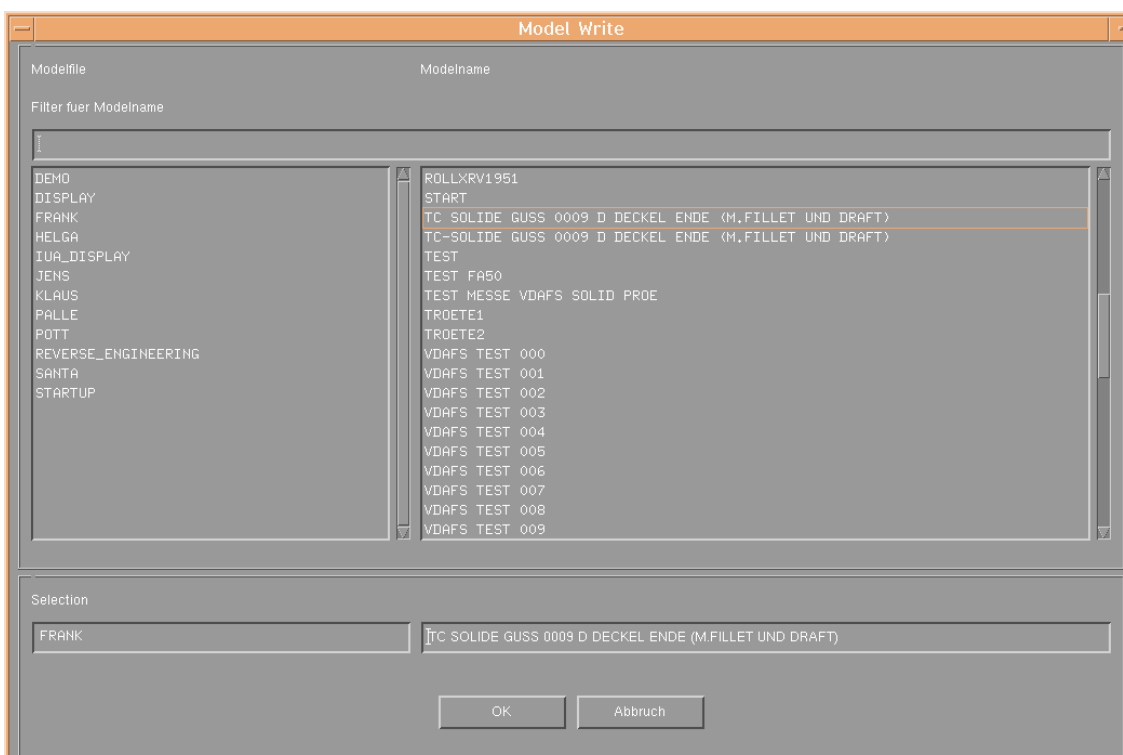 Model Write
Modelfile
Modelname
Filter fuer Modelname
DEMO
DISPLAY
FRANK
HELGA
IUA_DISPLAY
JENS
KLAUS
PALLE
POTT
REVERSE_ENGINEERING
SANTA
STARTUP
ROLLXRV1951
START
TC SOLIDE GUSS 0009 D DECKEL ENDE (M.FILLET UND DRAFT)
TC-SOLIDE GUSS 0009 D DECKEL ENDE (M.FILLET UND DRAFT)
TEST
TEST FA50
TEST MESSE VDAFS SOLID PROE
TROETE1
TROETE2
VDAFS TEST 000
VDAFS TEST 001
VDAFS TEST 002
VDAFS TEST 003
VDAFS TEST 004
VDAFS TEST 005
VDAFS TEST 006
VDAFS TEST 007
VDAFS TEST 008
VDAFS TEST 009
Selection
FRANK
TC SOLIDE GUSS 0009 D DECKEL ENDE (M.FILLET UND DRAFT)
OK
Abbruch